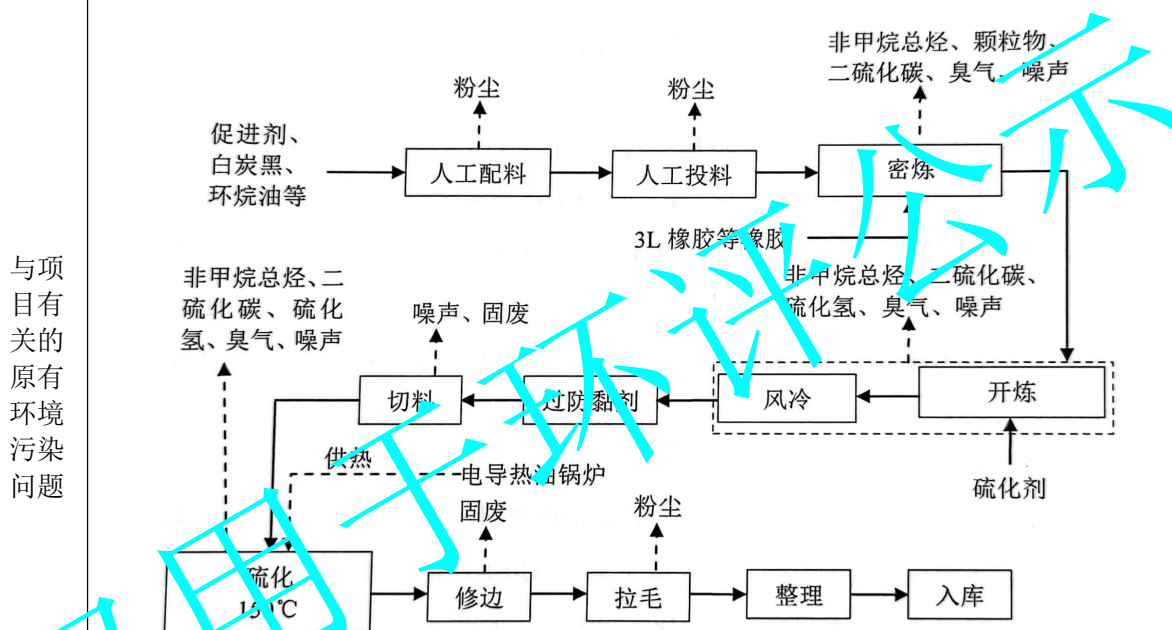 非甲烷总烃、颗粒物、
二硫化碳、臭气、噪声
粉尘
粉尘
促进剂、
白炭黑、
环烷油等
人工配料
人工投料
密炼
3L 橡胶等橡胶
与项
目有
关的
原有
环境
污染
问题
非甲烷总烃、二
硫化碳、硫化
氢、臭气、噪声
噪声、固废
非甲烷总烃、二硫化碳、
硫化氢、臭气、噪声
切料
过防黏剂
风冷
开炼
供热
电导热油锅炉
硫化剂
固废
粉尘
硫化
修边
拉毛
整理
入库
用于环评公示